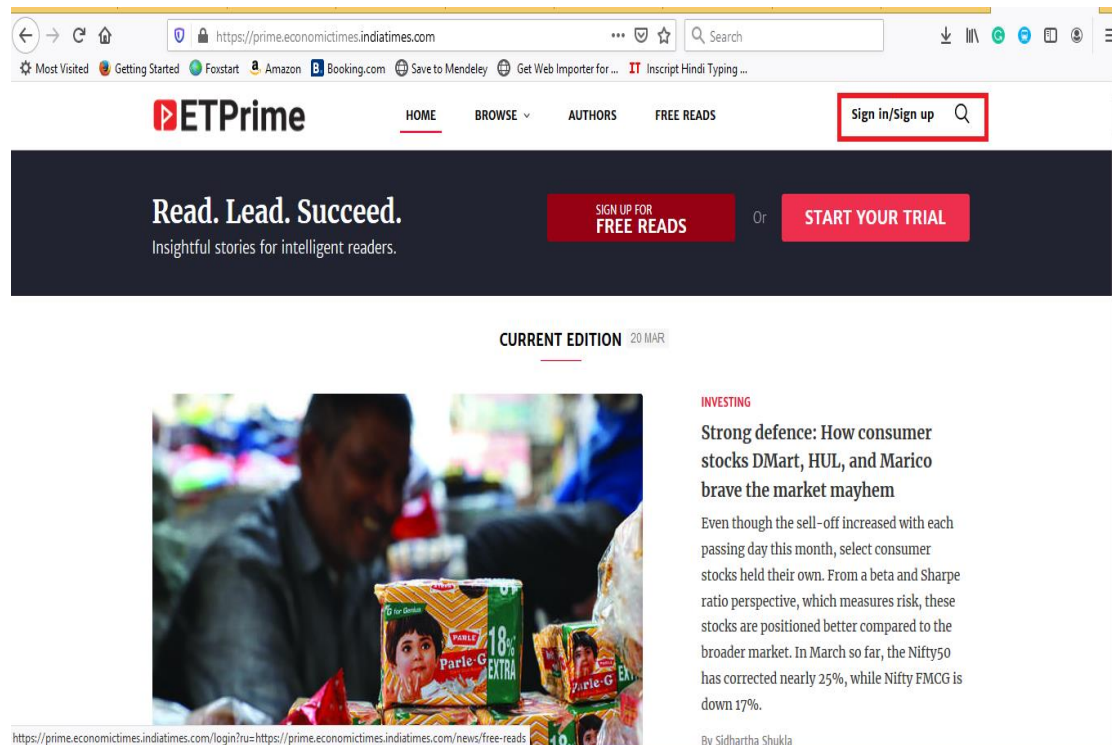 https://prime.economictimes.indiatimes.com
Search
Most Visited Getting Started Foxstart Amazon Booking.com Save to Mendeley Get Web Importer for ... Inscript Hindi Typing ...
ETPrime
HOME BROWSE AUTHORS FREE READS Sign in/Sign up
Read. Lead. Succeed.
Insightful stories for intelligent readers.
SIGN UP FOR
FREE READS
Or
START YOUR TRIAL
CURRENT EDITION 20 MAR
INVESTING
Strong defence: How consumer
stocks DMart, HUL, and Marico
brave the market mayhem
Even though the sell-off increased with each
passing day this month, select consumer
stocks held their own. From a beta and Sharpe
ratio perspective, which measures risk, these
stocks are positioned better compared to the
broader market. In March so far, the Nifty50
has corrected nearly 25%, while Nifty FMCG is
down 17%.
By Sidhartha Shukla
G for Genius
PARLE
Parle-G
18%
EXTRA
Parle-G
https://prime.economictimes.indiatimes.com/login?ru=https://prime.economictimes.indiatimes.com/news/free-reads